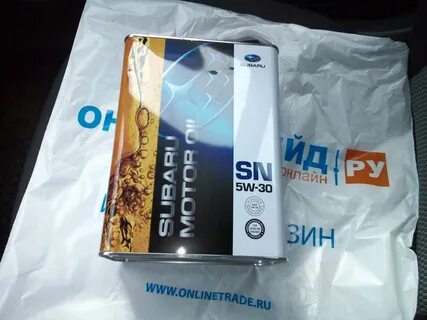 SUBARU
SUBARU
MOTOR OIL
SN
5W-30
ОН
ЙД.РУ
онлайн
ЗИН
WWW.ONLINETRADE.RU